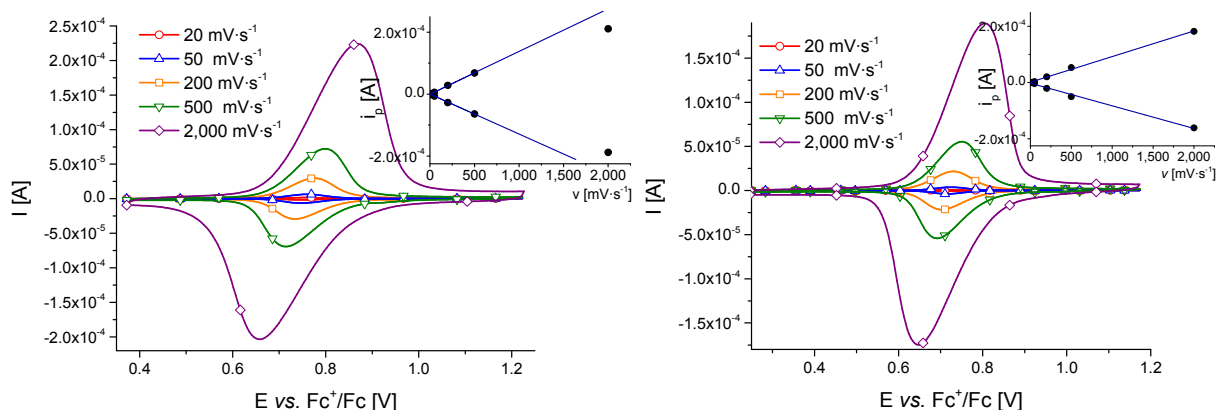 2.5x10⁻⁴
2.0x10⁻⁴
1.5x10⁻⁴
1.0x10⁻⁴
5.0x10⁻⁵
0.0
-5.0x10⁻⁵
-1.0x10⁻⁴
-1.5x10⁻⁴
-2.0x10⁻⁴
I [A]
20 mV·s⁻¹
50 mV·s⁻¹
200 mV·s⁻¹
500 mV·s⁻¹
2,000 mV·s⁻¹
2.0x10⁻⁴
0.0
-2.0x10⁻⁴
iₚ [A]
0
500
1,000
1,500
2,000
ν [mV·s⁻¹]
0.4
0.6
0.8
1.0
1.2
E vs. Fc⁺/Fc [V]
1.5x10⁻⁴
1.0x10⁻⁴
5.0x10⁻⁵
0.0
-5.0x10⁻⁵
-1.0x10⁻⁴
-1.5x10⁻⁴
I [A]
20 mV·s⁻¹
50 mV·s⁻¹
200 mV·s⁻¹
500 mV·s⁻¹
2,000 mV·s⁻¹
2.0x10⁻⁴
0.0
-2.0x10⁻⁴
iₚ [A]
0
500
1,000
1,500
2,000
ν [mV·s⁻¹]
0.4
0.6
0.8
1.0
1.2
E vs. Fc⁺/Fc [V]